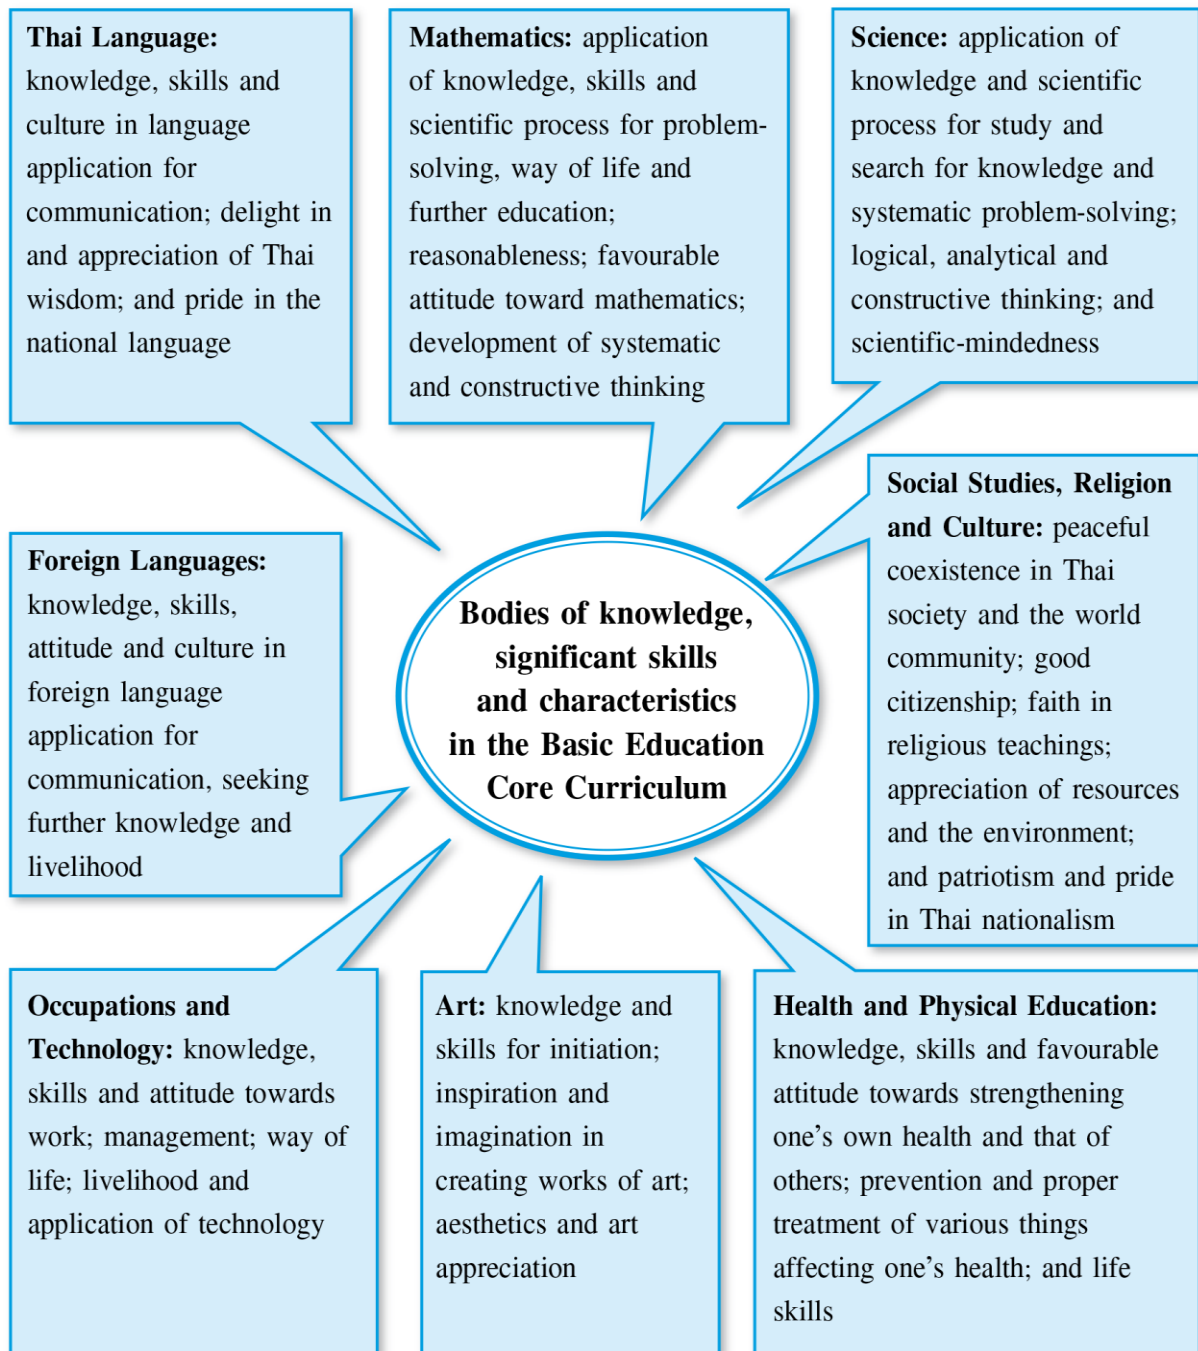 Thai Language:
knowledge, skills and
culture in language
application for
communication; delight in
and appreciation of Thai
wisdom; and pride in the
national language
Mathematics: application
of knowledge, skills and
scientific process for problem-
solving, way of life and
further education;
reasonableness; favourable
attitude toward mathematics;
development of systematic
and constructive thinking
Science: application of
knowledge and scientific
process for study and
search for knowledge and
systematic problem-solving;
logical, analytical and
constructive thinking; and
scientific-mindedness
Foreign Languages:
knowledge, skills,
attitude and culture in
foreign language
application for
communication, seeking
further knowledge and
livelihood
Bodies of knowledge,
significant skills
and characteristics
in the Basic Education
Core Curriculum
Social Studies, Religion
and Culture: peaceful
coexistence in Thai
society and the world
community; good
citizenship; faith in
religious teachings;
appreciation of resources
and the environment;
and patriotism and pride
in Thai nationalism
Occupations and
Technology: knowledge,
skills and attitude towards
work; management; way of
life; livelihood and
application of technology
Art: knowledge and
skills for initiation;
inspiration and
imagination in
creating works of art;
aesthetics and art
appreciation
Health and Physical Education:
knowledge, skills and favourable
attitude towards strengthening
one's own health and that of
others; prevention and proper
treatment of various things
affecting one's health; and life
skills